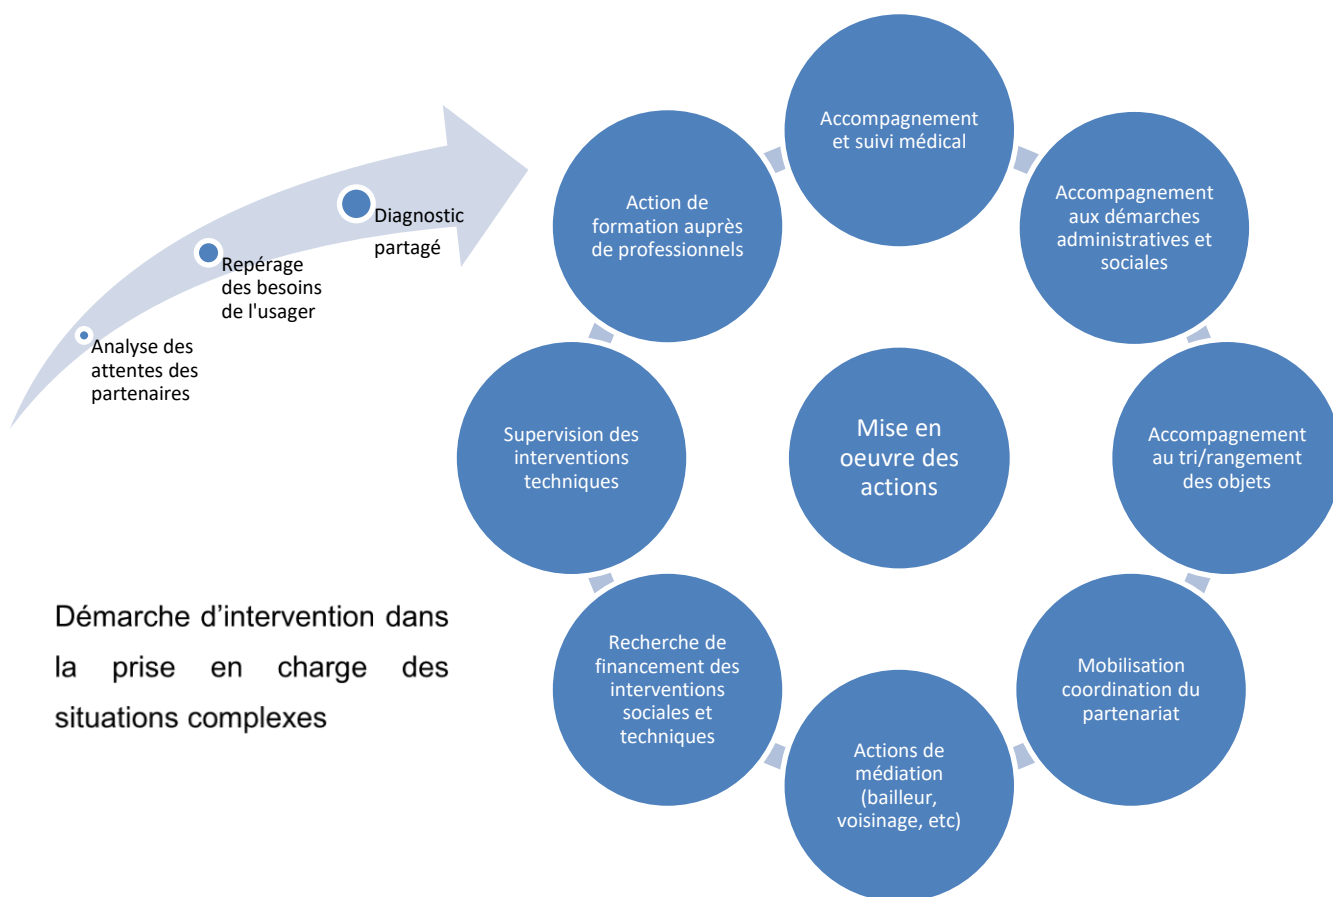 Analyse des
attentes des
partenaires
Repérage
des besoins
de l'usager
Diagnostic
partagé
Accompagnement
et suivi médical
Accompagnement
aux démarches
administratives et
sociales
Accompagnement
au tri/rangement
des objets
Mobilisation
coordination du
partenariat
Actions de
médiation
(bailleur,
voisinage, etc)
Recherche de
financement des
interventions
sociales et
techniques
Supervision des
interventions
techniques
Action de
formation auprès
de professionnels
Mise en
oeuvre des
actions
Démarche d’intervention dans
la prise en charge des
situations complexes